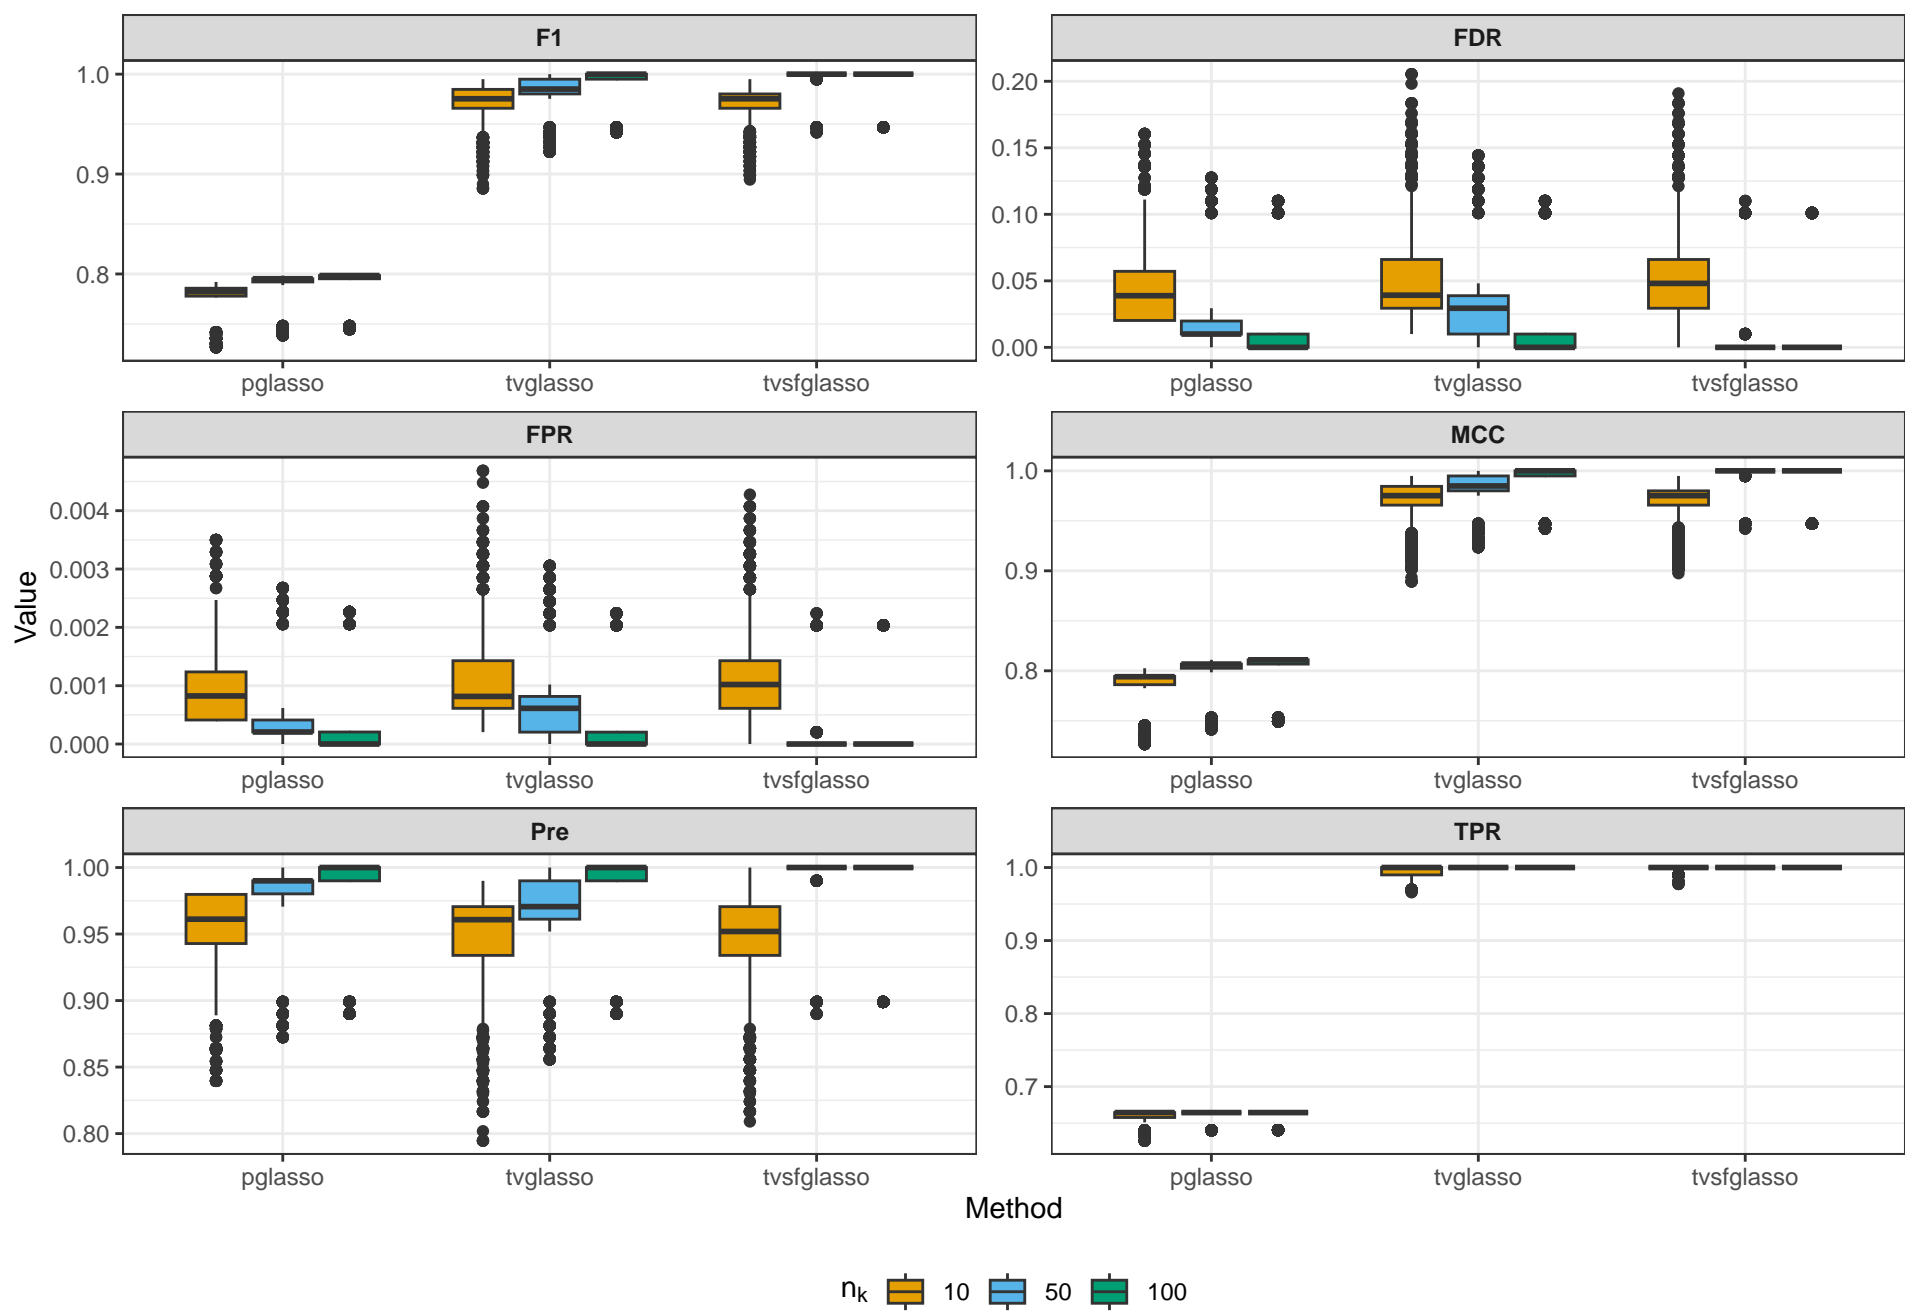 F1
FDR
1.0
0.9
0.8
pglasso tvglasso tvsfglasso
0.20
0.15
0.10
0.05
0.00
pglasso tvglasso tvsfglasso
FPR
MCC
Value
0.004
0.003
0.002
0.001
0.000
pglasso tvglasso tvsfglasso
1.0
0.9
0.8
pglasso tvglasso tvsfglasso
Pre
TPR
1.00
0.95
0.90
0.85
0.80
pglasso tvglasso tvsfglasso
1.0
0.9
0.8
0.7
pglasso tvglasso tvsfglasso
Method
nk 10 50 100